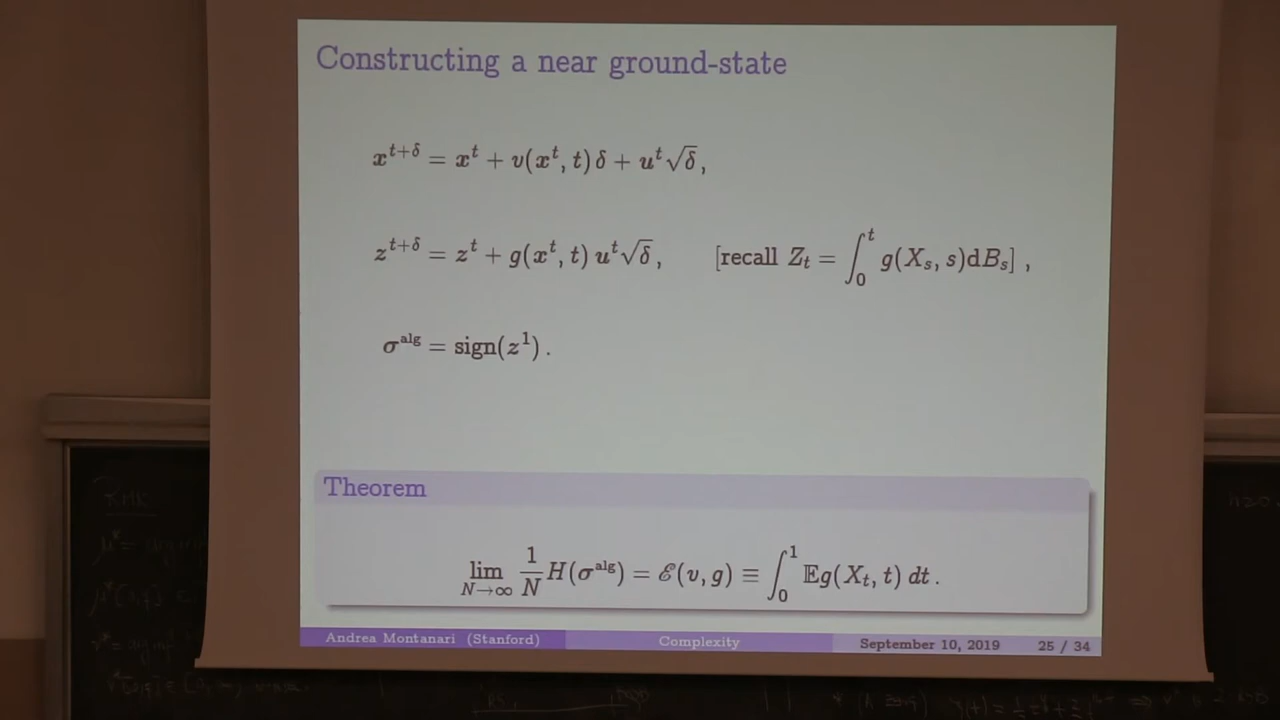 Constructing a near ground-state
x^{t+δ} = x^t + v(x^t, t) δ + u^t √δ,
z^{t+δ} = z^t + g(x^t, t) u^t √δ, [recall Z_t = ∫_0^t g(X_s, s)dB_s] ,
σ^{alg} = sign(z^1) .
Theorem
lim_{N→∞} 1/N H(σ^{alg}) = ℰ(v, g) ≡ ∫_0^1 𝔼g(X_t, t) dt .
Andrea Montanari (Stanford) Complexity September 10, 2019 25 / 34